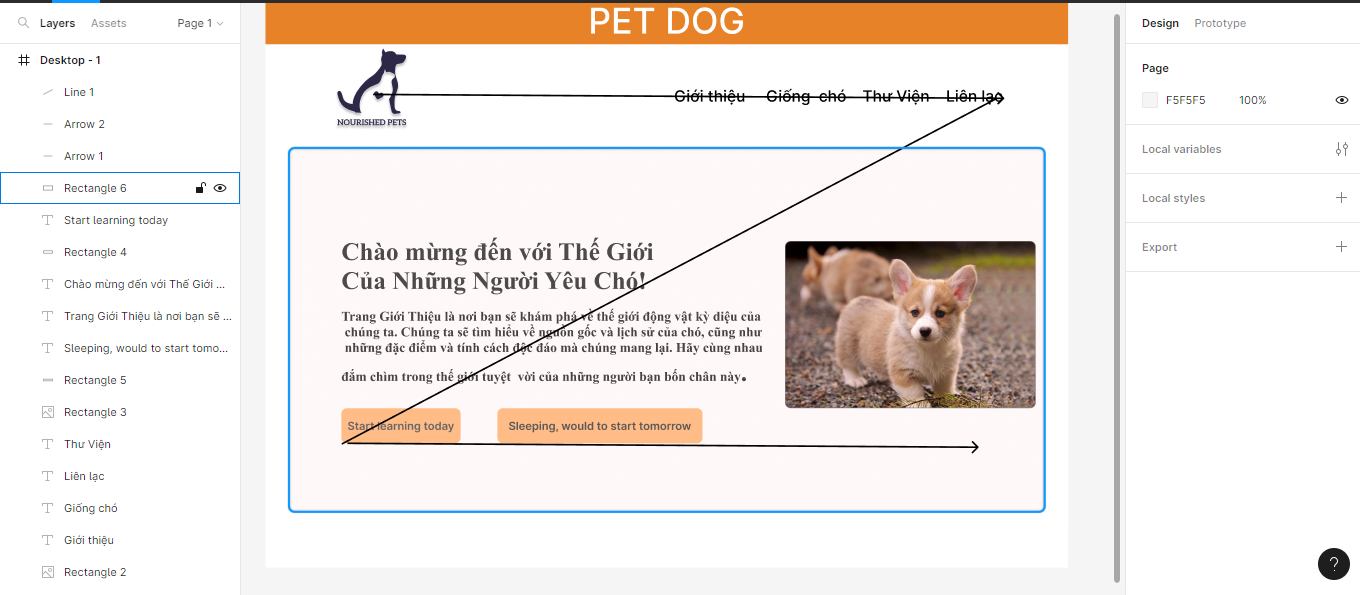 Layers Assets Page 1
Desktop - 1
Line 1
Arrow 2
Arrow 1
Rectangle 6
Start learning today
Rectangle 4
Chào mừng đến với Thế Giới ...
Trang Giới Thiệu là nơi bạn sẽ ...
Sleeping, would to start tomo...
Rectangle 5
Rectangle 3
Thư Viện
Liên lạc
Giống chó
Giới thiệu
Rectangle 2
PET DOG
NOURISHED PETS
Giới thiệu Giống chó Thư Viện Liên lạc
Chào mừng đến với Thế Giới
Của Những Người Yêu Chó!
Trang Giới Thiệu là nơi bạn sẽ khám phá về thế giới động vật kỳ diệu của
chúng ta. Chúng ta sẽ tìm hiểu về nguồn gốc và lịch sử của chó, cũng như
những đặc điểm và tính cách độc đáo mà chúng mang lại. Hãy cùng nhau
đắm chìm trong thế giới tuyệt vời của những người bạn bốn chân này.
Start learning today Sleeping, would to start tomorrow
Design Prototype
Page
F5F5F5 100%
Local variables
Local styles
Export
?